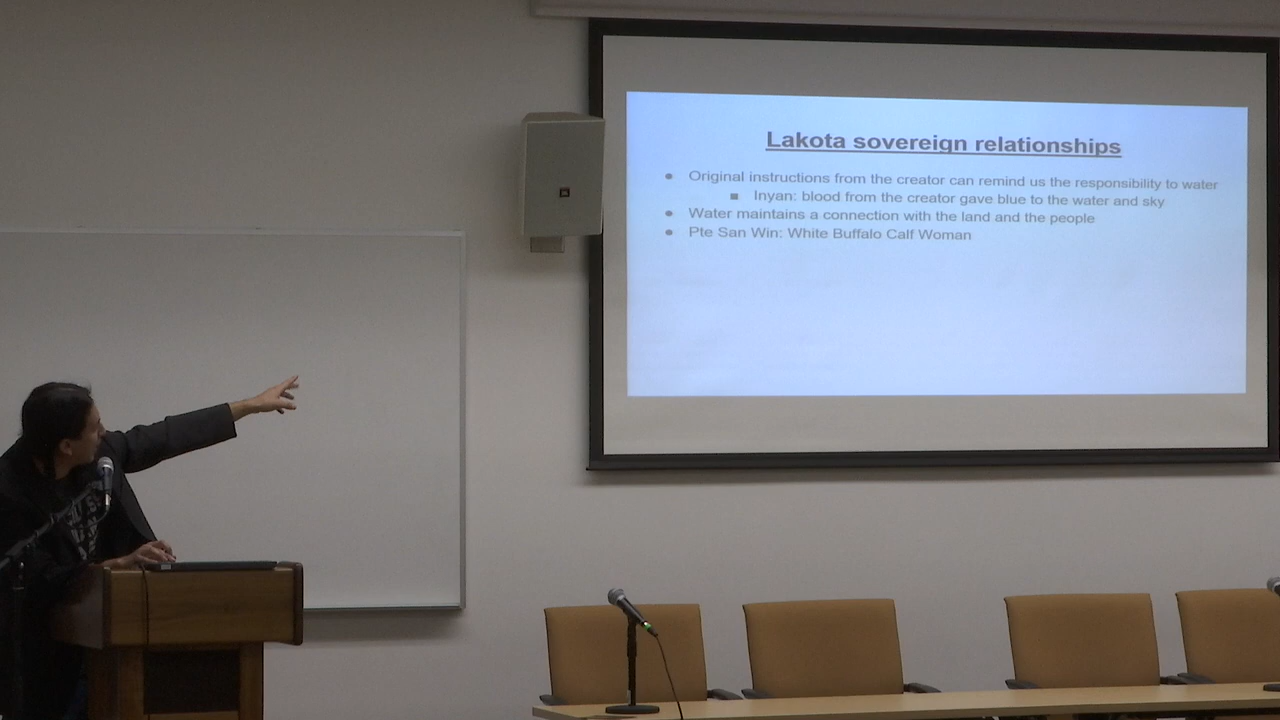 Lakota sovereign relationships
Original instructions from the creator can remind us the responsibility to water
Inyan: blood from the creator gave blue to the water and sky
Water maintains a connection with the land and the people
Pte San Win: White Buffalo Calf Woman